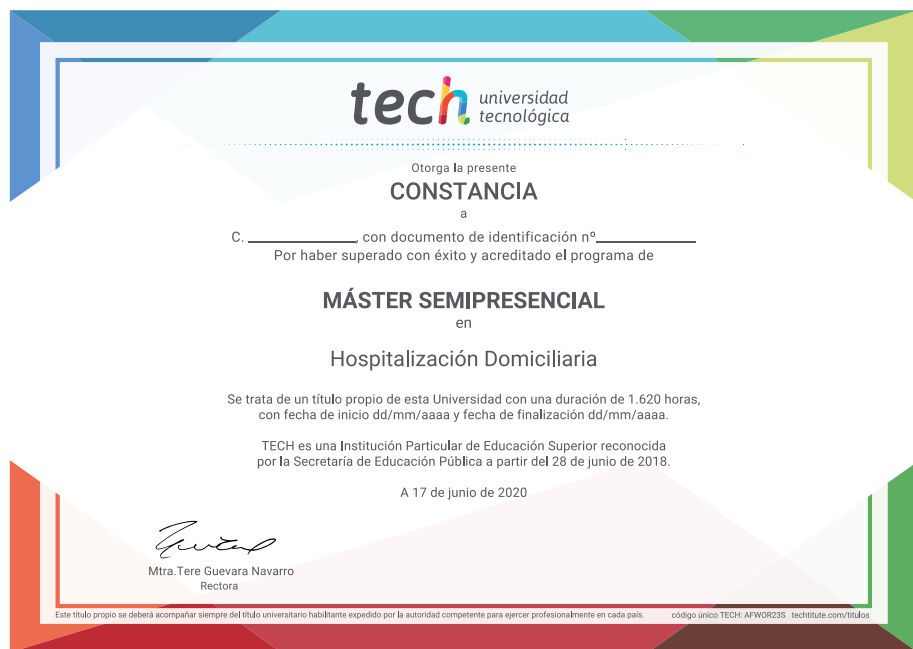 tech universidad
tecnológica
Otorga la presente
CONSTANCIA
a
C. ____________, con documento de identificación nº____________
Por haber superado con éxito y acreditado el programa de
MÁSTER SEMIPRESENCIAL
en
Hospitalización Domiciliaria
Se trata de un título propio de esta Universidad con una duración de 1.620 horas,
con fecha de inicio dd/mm/aaaa y fecha de finalización dd/mm/aaaa.
TECH es una Institución Particular de Educación Superior reconocida
por la Secretaría de Educación Pública a partir del 28 de junio de 2018.
A 17 de junio de 2020
Mtra.Tere Guevara Navarro
Rectora
Este título propio se deberá acompañar siempre del título universitario habilitante expedido por la autoridad competente para ejercer profesionalmente en cada país. código único TECH: AFWOR23S techtitute.com/titulos